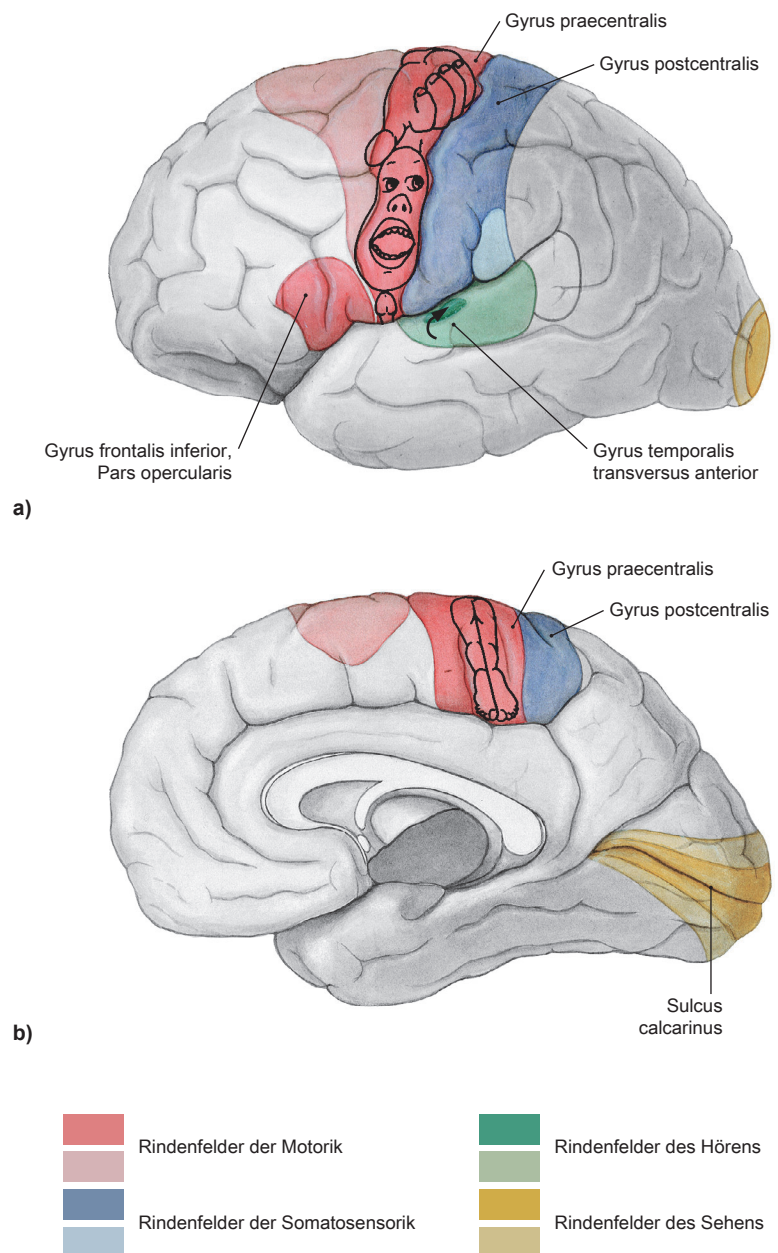 Gyrus praecentralis
Gyrus postcentralis
Gyrus frontalis inferior,
Pars opercularis
Gyrus temporalis
transversus anterior
a)
Gyrus praecentralis
Gyrus postcentralis
Sulcus
calcarinus
b)
Rindenfelder der Motorik
Rindenfelder des Hörens
Rindenfelder der Somatosensorik
Rindenfelder des Sehens